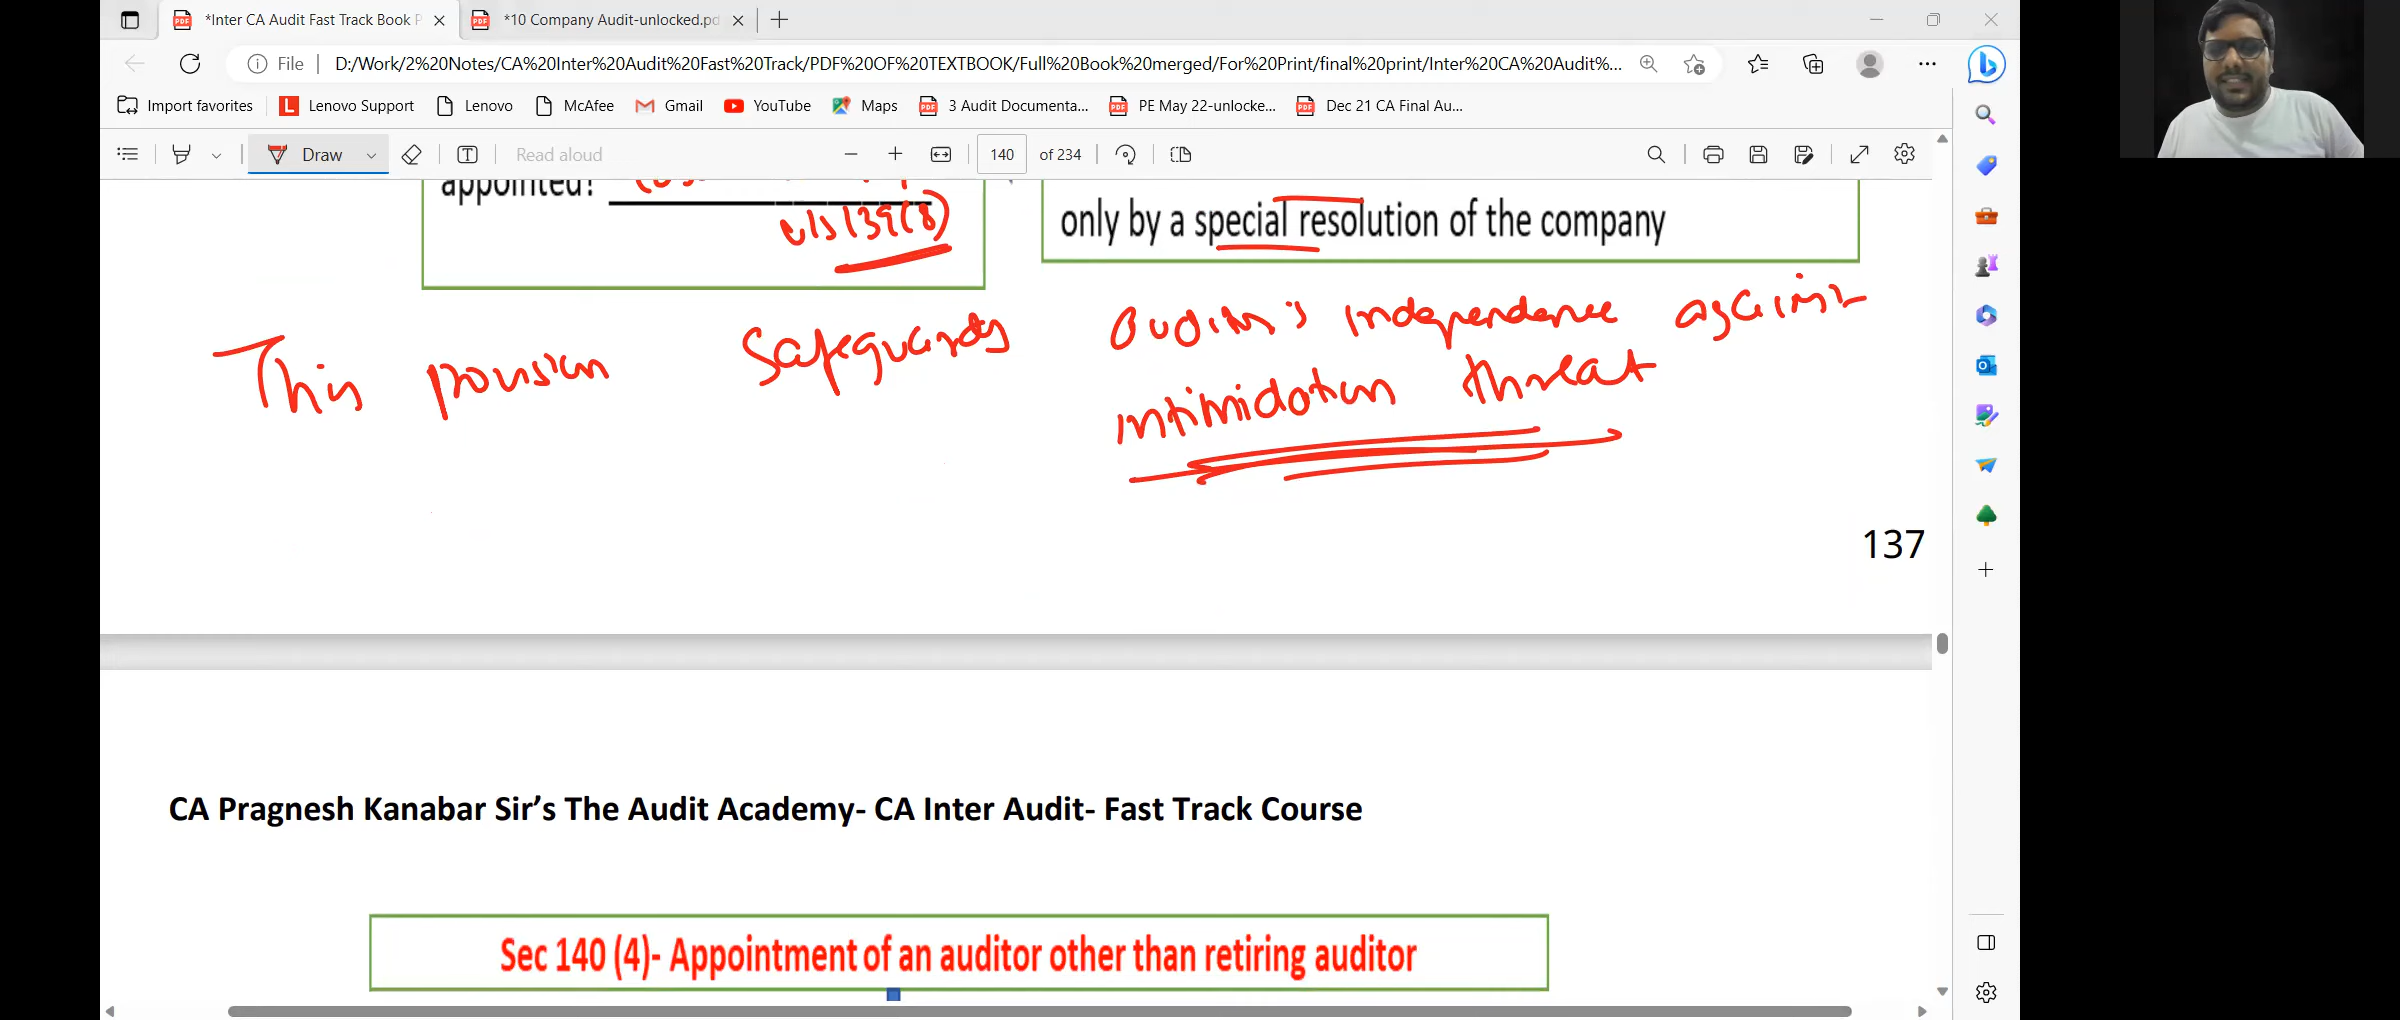 *Inter CA Audit Fast Track Book P
*10 Company Audit-unlocked.pd
File
D:/Work/2%20Notes/CA%20Inter%20Audit%20Fast%20Track/PDF%20OF%20TEXTBOOK/Full%20Book%20merged/For%20Print/final%20print/Inter%20CA%20Audit%...
Import favorites
Lenovo Support
Lenovo
McAfee
Gmail
YouTube
Maps
3 Audit Documenta...
PE May 22-unlocke...
Dec 21 CA Final Au...
Draw
Read aloud
140 of 234
appointed?
u/s 139(8)
only by a special resolution of the company
This provision safeguards auditor's independence against
intimidation threat
137
CA Pragnesh Kanabar Sir's The Audit Academy- CA Inter Audit- Fast Track Course
Sec 140 (4)- Appointment of an auditor other than retiring auditor